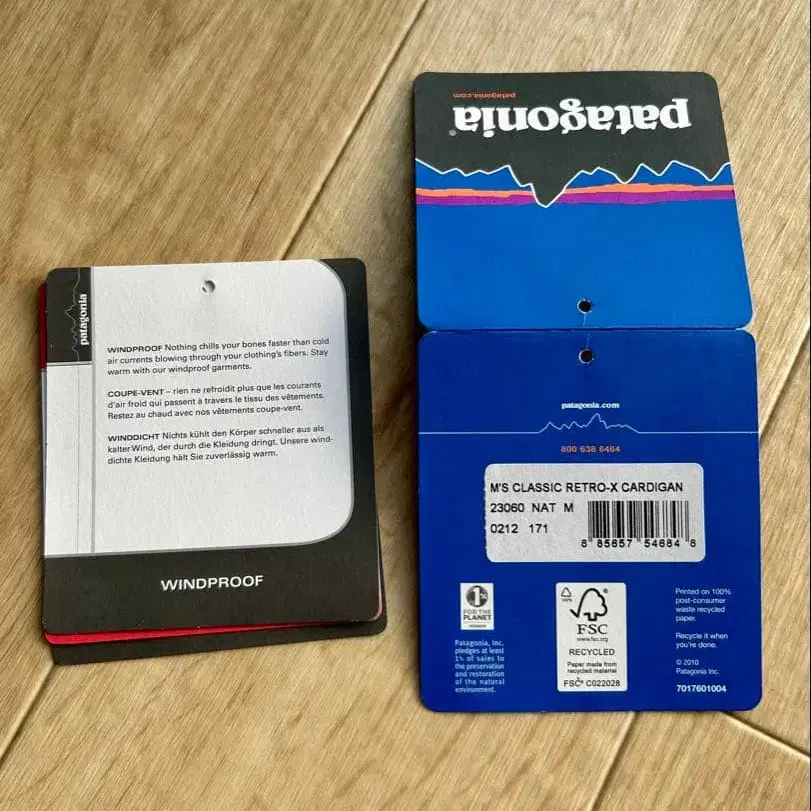 patagonia
WINDPROOF Nothing chills your bones faster than cold
air currents blowing through your clothing's fibers. Stay
warm with our windproof garments.
COUPE-VENT – rien ne refroidit plus que les courants
d'air froid qui passent à travers le tissu des vêtements.
Restez au chaud avec nos vêtements coupe-vent.
WINDDICHT Nichts kühlt den Körper schneller aus als
kalter Wind, der durch die Kleidung dringt. Unsere wind-
dichte Kleidung hält Sie zuverlässig warm.
WINDPROOF
patagonia®
patagonia.com
patagonia.com
800 638 6464
M'S CLASSIC RETRO-X CARDIGAN
23060 NAT M
0212 171
8 85657 54684 6
1%
FOR THE
PLANET
Patagonia, Inc.
pledges at least
1% of sales to
the preservation
and restoration
of the natural
environment.
100%
FSC
www.fsc.org
RECYCLED
Paper made from
recycled material
FSC® C022028
Printed on 100%
post-consumer
waste recycled
paper.
Recycle it when
you're done.
© 2010
Patagonia Inc.
7017601004